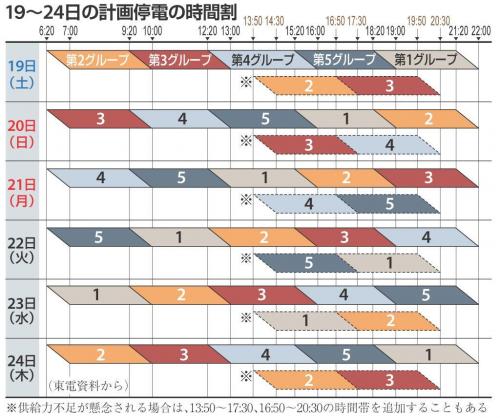 19〜24日の計画停電の時間割
13:50 14:30 16:50 17:30 19:50 20:30
6:20 7:00 9:20 10:00 12:20 13:00 15:20 16:00 18:20 19:00 21:20 22:00
19日(土) 第2グループ 第3グループ 第4グループ 第5グループ 第1グループ
※ 2 3
20日(日) 3 4 5 1 2
※ 3 4
21日(月) 4 5 1 2 3
※ 4 5
22日(火) 5 1 2 3 4
※ 5 1
23日(水) 1 2 3 4 5
※ 1 2
24日(木) 2 3 4 5 1
(東電資料から) ※ 2 3
※供給力不足が懸念される場合は、13:50〜17:30、16:50〜20:30の時間帯を追加することもある